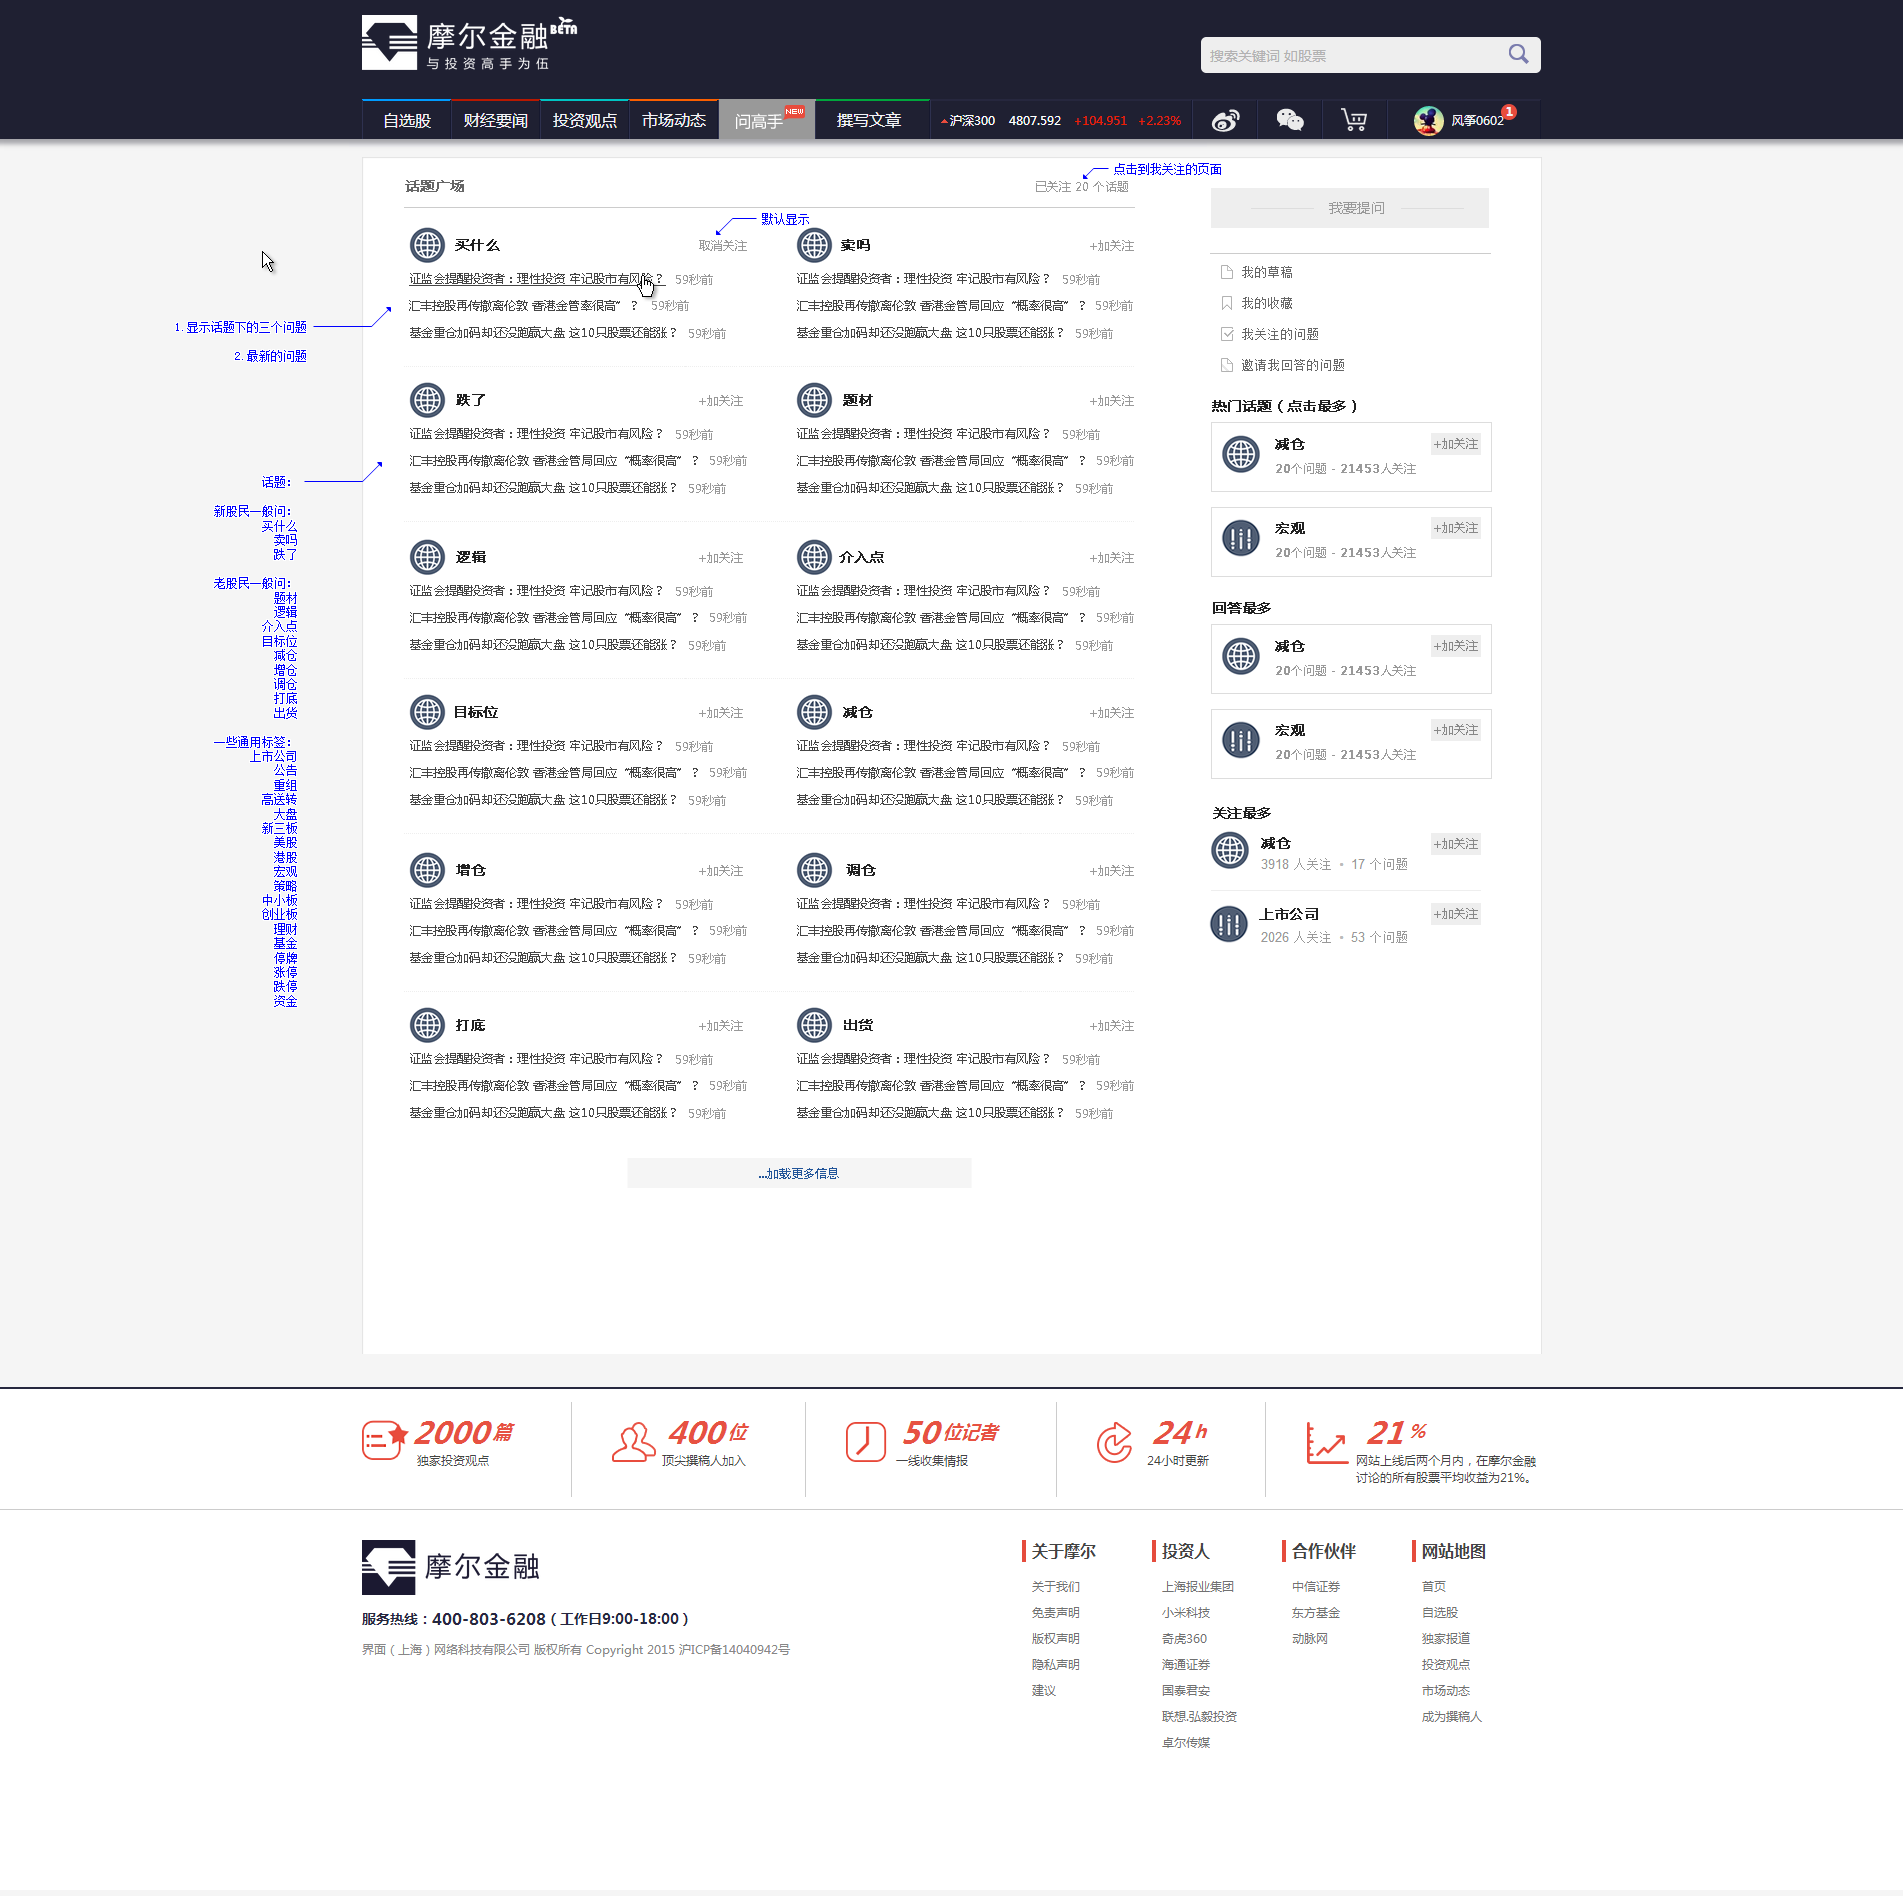 摩尔金融BETA
与投资高手为伍
搜索关键词 如股票
自选股 财经要闻 投资观点 市场动态 问高手 NEW 撰写文章 沪深300 4807.592 +104.951 +2.23% 风筝0602 1
点击到我关注的页面
话题广场 已关注 20 个话题
默认显示
买什么 取消关注
证监会提醒投资者：理性投资 牢记股市有风险？ 59秒前
汇丰控股再传撤离伦敦 香港金管率很高” ？ 59秒前
基金重仓加码却还没跑赢大盘 这10只股票还能张？ 59秒前
卖吗 +加关注
证监会提醒投资者：理性投资 牢记股市有风险？ 59秒前
汇丰控股再传撤离伦敦 香港金管局回应 “概率很高” ？ 59秒前
基金重仓加码却还没跑赢大盘 这10只股票还能张？ 59秒前
1. 显示话题下的三个问题
2. 最新的问题
跌了 +加关注
证监会提醒投资者：理性投资 牢记股市有风险？ 59秒前
汇丰控股再传撤离伦敦 香港金管局回应 “概率很高” ？ 59秒前
基金重仓加码却还没跑赢大盘 这10只股票还能张？ 59秒前
题材 +加关注
证监会提醒投资者：理性投资 牢记股市有风险？ 59秒前
汇丰控股再传撤离伦敦 香港金管局回应 “概率很高” ？ 59秒前
基金重仓加码却还没跑赢大盘 这10只股票还能张？ 59秒前
逻辑 +加关注
证监会提醒投资者：理性投资 牢记股市有风险？ 59秒前
汇丰控股再传撤离伦敦 香港金管局回应 “概率很高” ？ 59秒前
基金重仓加码却还没跑赢大盘 这10只股票还能张？ 59秒前
介入点 +加关注
证监会提醒投资者：理性投资 牢记股市有风险？ 59秒前
汇丰控股再传撤离伦敦 香港金管局回应 “概率很高” ？ 59秒前
基金重仓加码却还没跑赢大盘 这10只股票还能张？ 59秒前
目标位 +加关注
证监会提醒投资者：理性投资 牢记股市有风险？ 59秒前
汇丰控股再传撤离伦敦 香港金管局回应 “概率很高” ？ 59秒前
基金重仓加码却还没跑赢大盘 这10只股票还能张？ 59秒前
减仓 +加关注
证监会提醒投资者：理性投资 牢记股市有风险？ 59秒前
汇丰控股再传撤离伦敦 香港金管局回应 “概率很高” ？ 59秒前
基金重仓加码却还没跑赢大盘 这10只股票还能张？ 59秒前
增仓 +加关注
证监会提醒投资者：理性投资 牢记股市有风险？ 59秒前
汇丰控股再传撤离伦敦 香港金管局回应 “概率很高” ？ 59秒前
基金重仓加码却还没跑赢大盘 这10只股票还能张？ 59秒前
调仓 +加关注
证监会提醒投资者：理性投资 牢记股市有风险？ 59秒前
汇丰控股再传撤离伦敦 香港金管局回应 “概率很高” ？ 59秒前
基金重仓加码却还没跑赢大盘 这10只股票还能张？ 59秒前
打底 +加关注
证监会提醒投资者：理性投资 牢记股市有风险？ 59秒前
汇丰控股再传撤离伦敦 香港金管局回应 “概率很高” ？ 59秒前
基金重仓加码却还没跑赢大盘 这10只股票还能张？ 59秒前
出货 +加关注
证监会提醒投资者：理性投资 牢记股市有风险？ 59秒前
汇丰控股再传撤离伦敦 香港金管局回应 “概率很高” ？ 59秒前
基金重仓加码却还没跑赢大盘 这10只股票还能张？ 59秒前
...加载更多信息
话题：
新股民一般问：
买什么
卖吗
跌了
老股民一般问：
题材
逻辑
介入点
目标位
减仓
增仓
调仓
打底
出货
一些通用标签：
上市公司
公告
重组
高送转
大盘
新三板
美股
港股
宏观
策略
中小板
创业板
理财
基金
停牌
涨停
跌停
资金
我要提问
我的草稿
我的收藏
我关注的问题
邀请我回答的问题
热门话题（点击最多）
减仓 +加关注
20个问题 - 21453人关注
宏观 +加关注
20个问题 - 21453人关注
回答最多
减仓 +加关注
20个问题 - 21453人关注
宏观 +加关注
20个问题 - 21453人关注
关注最多
减仓 +加关注
3918 人关注 • 17 个问题
上市公司 +加关注
2026 人关注 • 53 个问题
2000篇
独家投资观点
400位
顶尖撰稿人加入
50位记者
一线收集情报
24h
24小时更新
21%
网站上线后两个月内，在摩尔金融
讨论的所有股票平均收益为21%。
摩尔金融
服务热线：400-803-6208（工作日9:00-18:00）
界面（上海）网络科技有限公司 版权所有 Copyright 2015 沪ICP备14040942号
关于摩尔
关于我们
免责声明
版权声明
隐私声明
建议
投资人
上海报业集团
小米科技
奇虎360
海通证券
国泰君安
联想.弘毅投资
卓尔传媒
合作伙伴
中信证券
东方基金
动脉网
网站地图
首页
自选股
独家报道
投资观点
市场动态
成为撰稿人